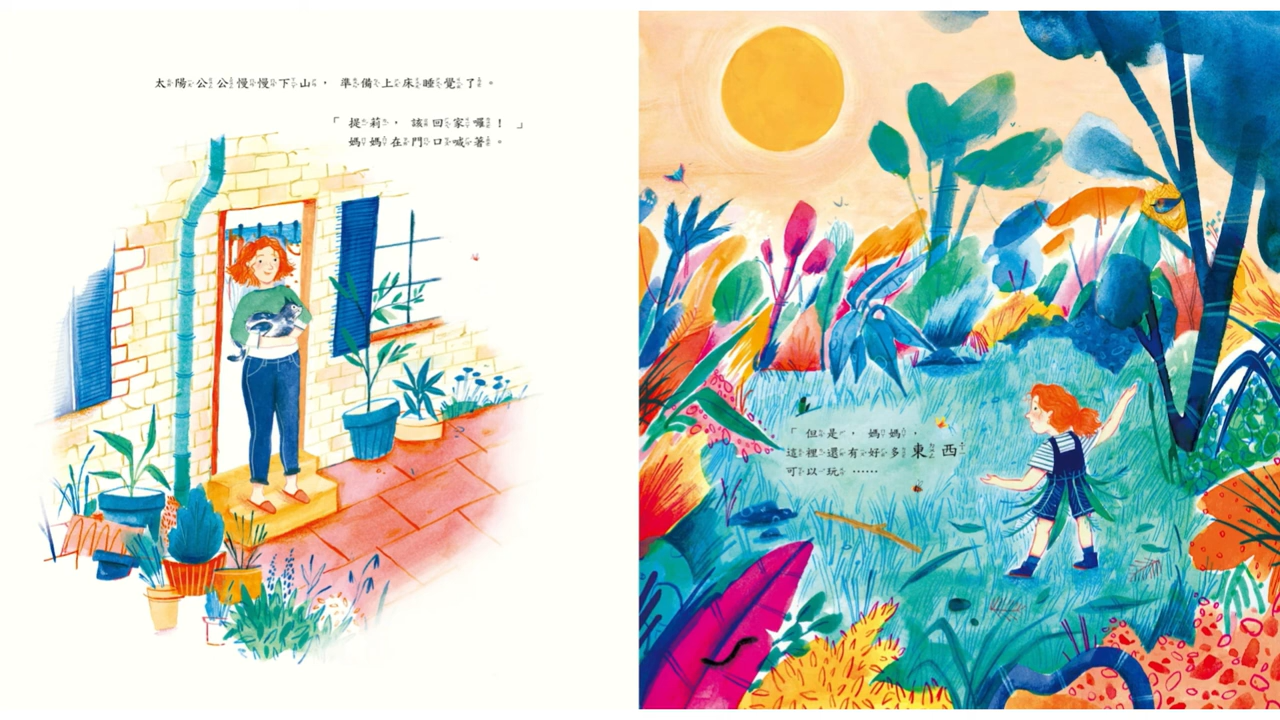 太陽公公慢慢下山，準備上床睡覺了。
「提莉，該回家囉！」
媽媽在門口喊著。
「但是，媽媽，
這裡還有好多東西
可以玩……